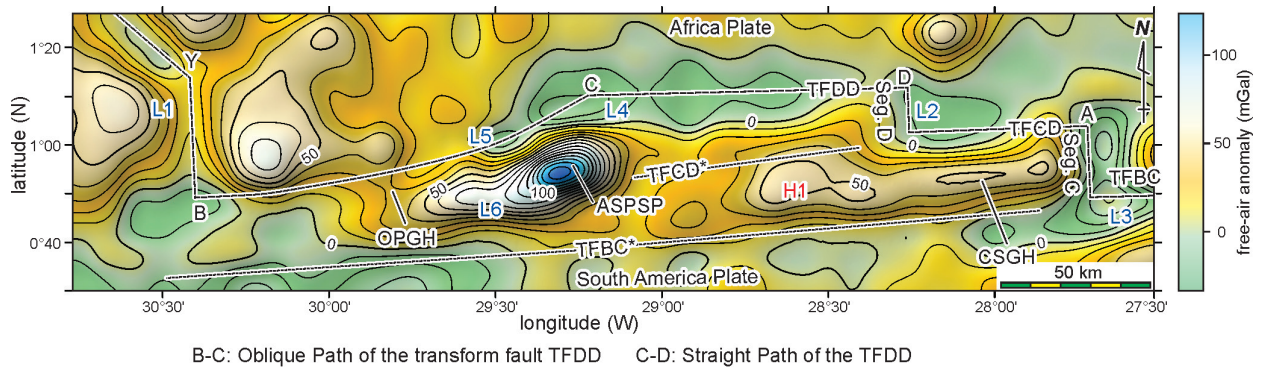 Africa Plate
N
1°20'
Y
C
D
TFDD
Seg. D
L1
L4
L2
A
100
L5
0
TFCD
T
latitude (N)
1°00'
50
0
Seg. C
TFCD*
TFBC
free-air anomaly (mGal)
50
50
100
H1
50
B
L6
ASPSP
L3
OPGH
0
0°40'
0
TFBC*
0
CSGH
South America Plate
50 km
30°30'
30°00'
29°30'
29°00'
28°30'
28°00'
27°30'
longitude (W)
B-C: Oblique Path of the transform fault TFDD C-D: Straight Path of the TFDD